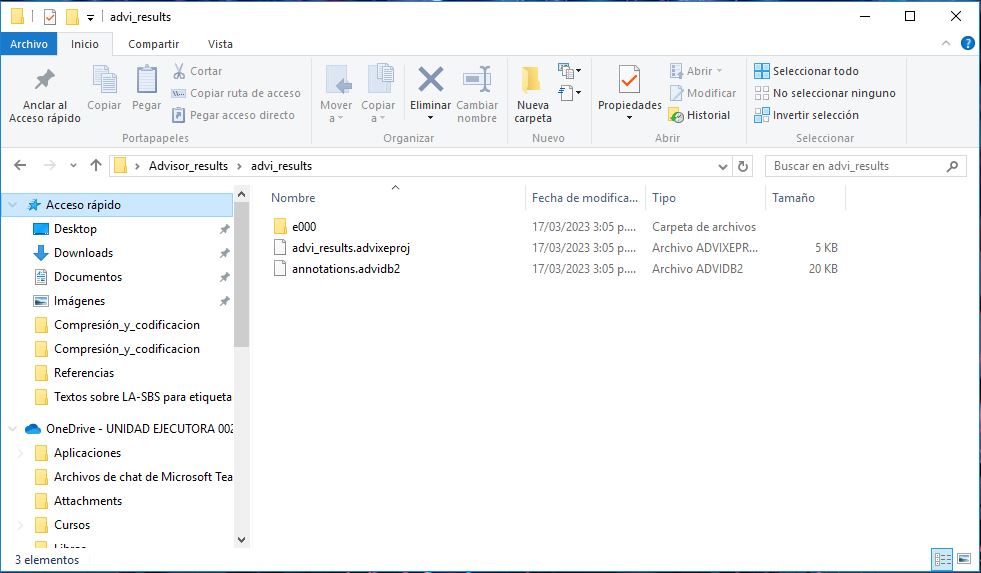 advi_results
Archivo Inicio Compartir Vista
Anclar al Acceso rápido
Copiar
Pegar
Cortar
Copiar ruta de acceso
Pegar acceso directo
Portapapeles
Mover a
Copiar a
Eliminar
Cambiar nombre
Organizar
Nueva carpeta
Nuevo
Propiedades
Abrir
Modificar
Historial
Abrir
Seleccionar todo
No seleccionar ninguno
Invertir selección
Seleccionar
Advisor_results > advi_results
Buscar en advi_results
Acceso rápido
Desktop
Downloads
Documentos
Imágenes
Compresión_y_codificacion
Compresión_y_codificacion
Referencias
Textos sobre LA-SBS para etiqueta
OneDrive - UNIDAD EJECUTORA 002
Aplicaciones
Archivos de chat de Microsoft Tea
Attachments
Cursos
Nombre Fecha de modifica... Tipo Tamaño
e000 17/03/2023 3:05 p.... Carpeta de archivos
advi_results.advixeproj 17/03/2023 3:05 p.... Archivo ADVIXEPR... 5 KB
annotations.advidb2 17/03/2023 3:05 p.... Archivo ADVIDB2 20 KB
3 elementos